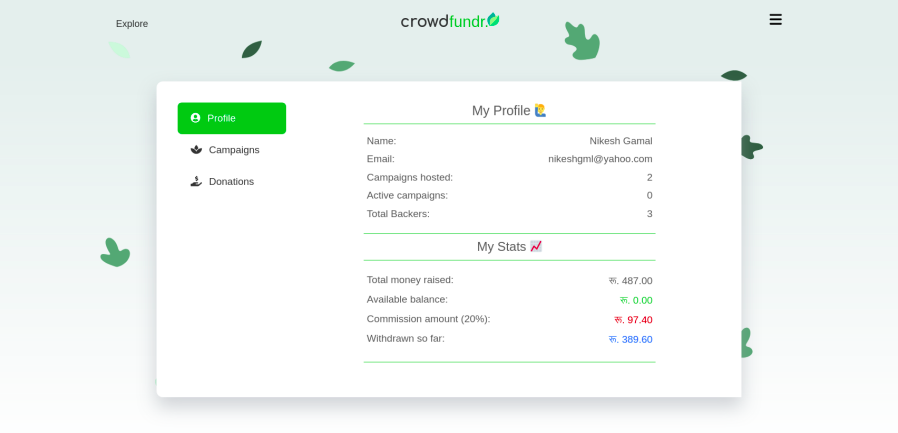 Explore
crowdfundr.
Profile
Campaigns
Donations
My Profile
Name: Nikesh Gamal
Email: nikeshgml@yahoo.com
Campaigns hosted: 2
Active campaigns: 0
Total Backers: 3
My Stats
Total money raised: रू. 487.00
Available balance: रू. 0.00
Commission amount (20%): रू. 97.40
Withdrawn so far: रू. 389.60